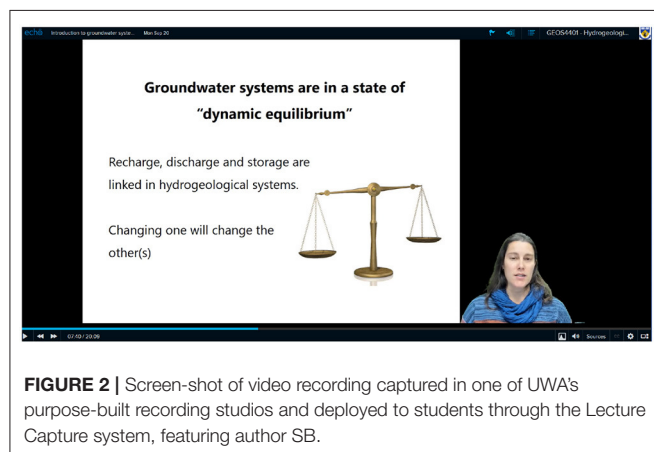 echo Introduction to groundwater syste... Mon Sep 20 GEOS4401 - Hydrogeologi...
Groundwater systems are in a state of
“dynamic equilibrium”
Recharge, discharge and storage are
linked in hydrogeological systems.
Changing one will change the
other(s)
07:40 / 20:09 Sources
FIGURE 2 | Screen-shot of video recording captured in one of UWA’s
purpose-built recording studios and deployed to students through the Lecture
Capture system, featuring author SB.